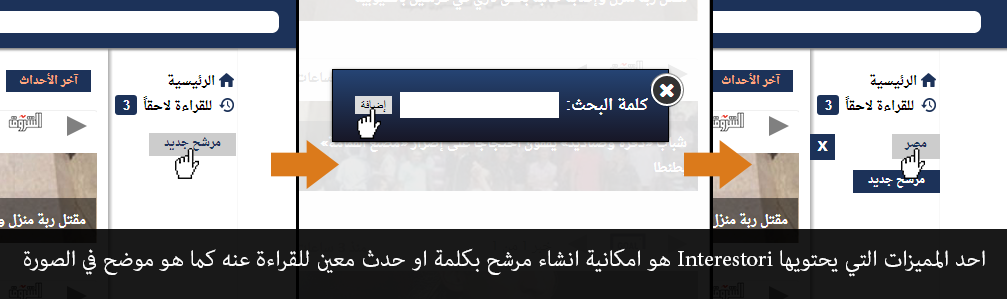 الرئيسية
آخر الأحداث
للقراءة لاحقاً
3
الشروق
مرشح جديد
مقتل ربة منزل و
كلمة البحث:
إضافة
الرئيسية
آخر الأحداث
للقراءة لاحقاً
3
الشروق
مصر
X
مرشح جديد
مقتل ربة منزل و
احد المميزات التي يحتويها Interestori هو امكانية انشاء مرشح بكلمة او حدث معين للقراءة عنه كما هو موضح في الصورة